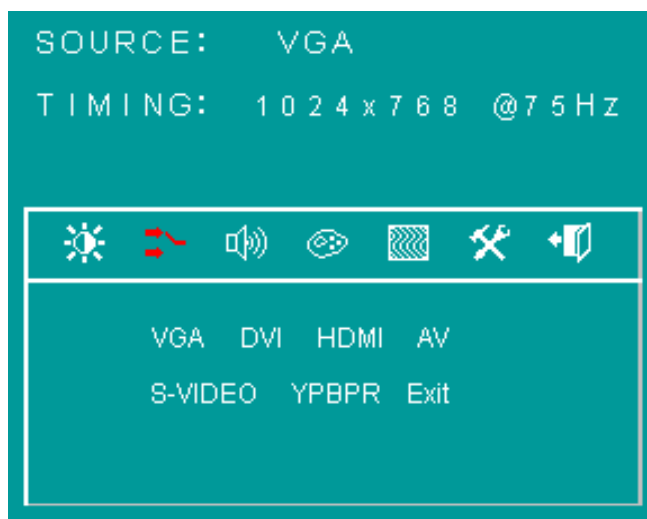 SOURCE: VGA
TIMING: 1024x768 @75Hz
VGA DVI HDMI AV
S-VIDEO YPBPR Exit